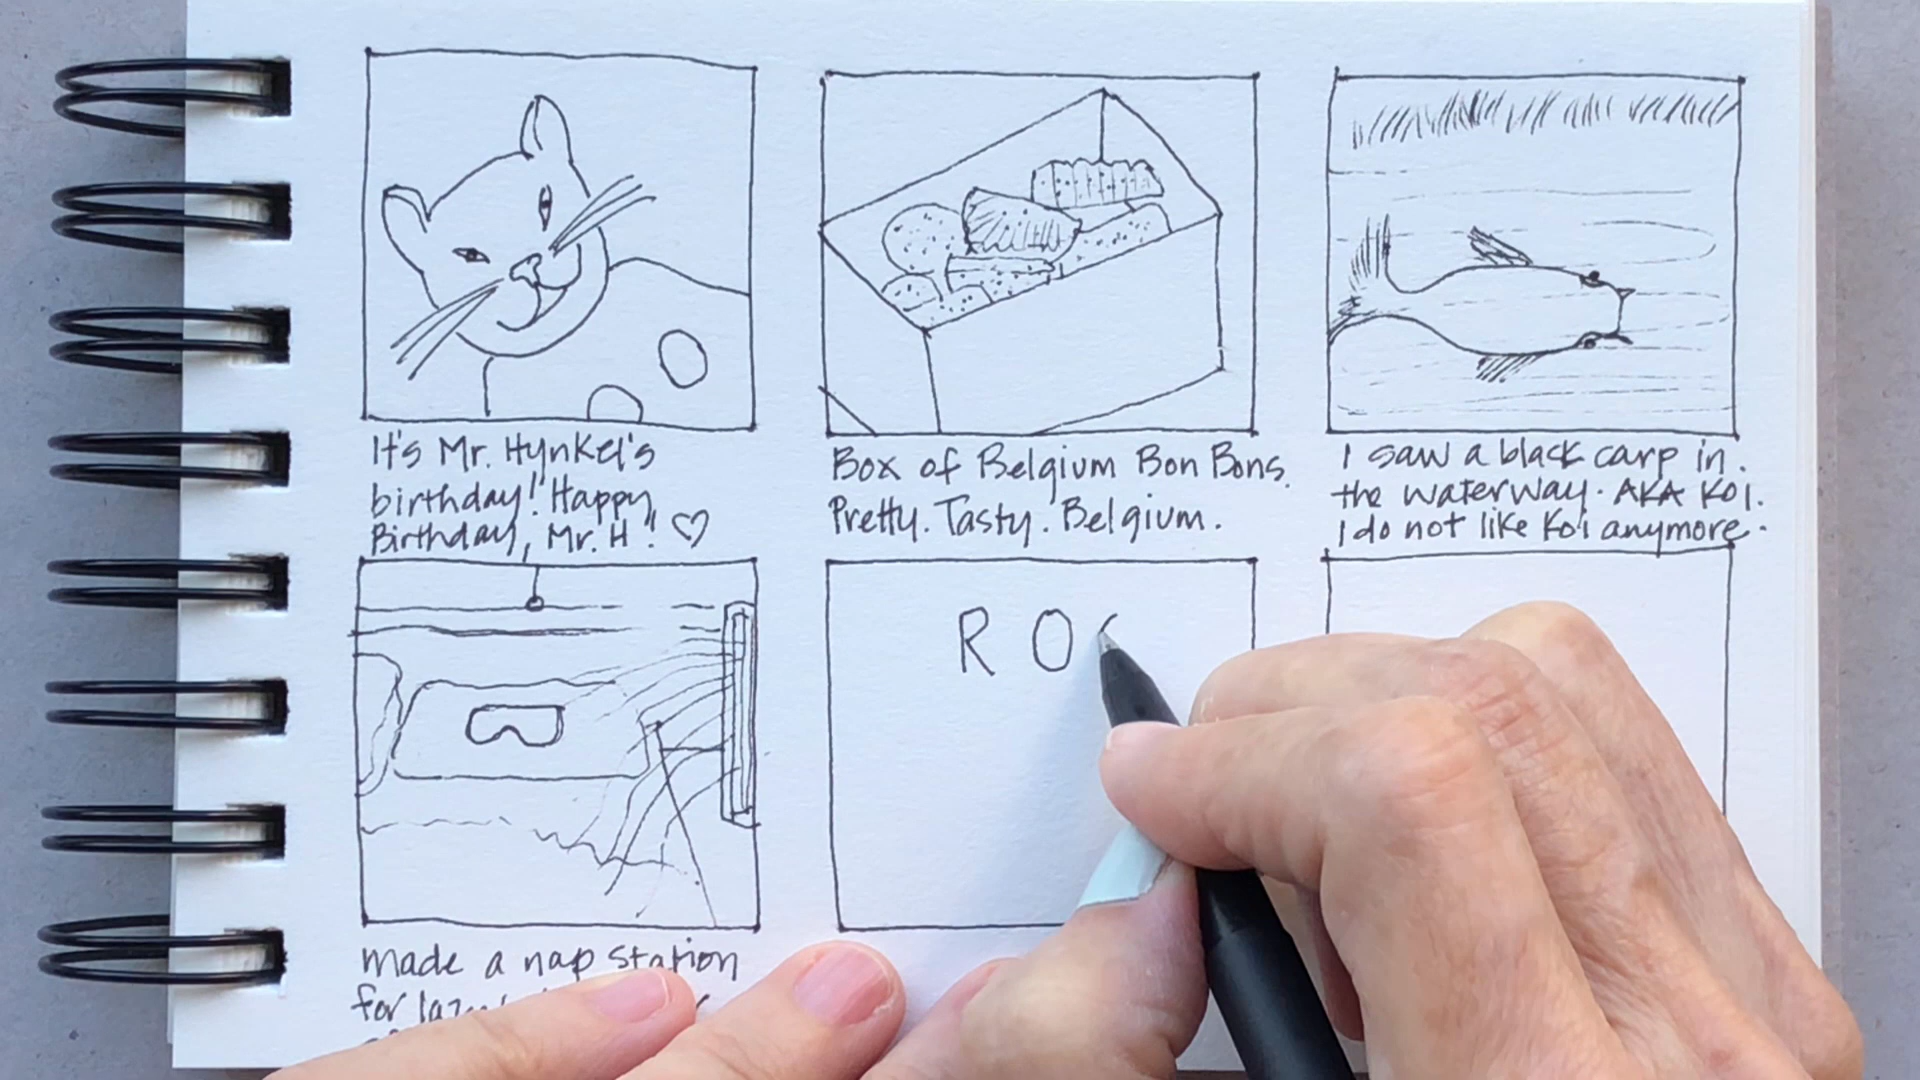 It's Mr. Hynkel's
birthday! Happy
Birthday, Mr. H! ♡
Box of Belgium Bon Bons.
Pretty. Tasty. Belgium.
I saw a black carp in
the waterway. AKA KOI.
I do not like Koi anymore.
made a nap station
for
R O